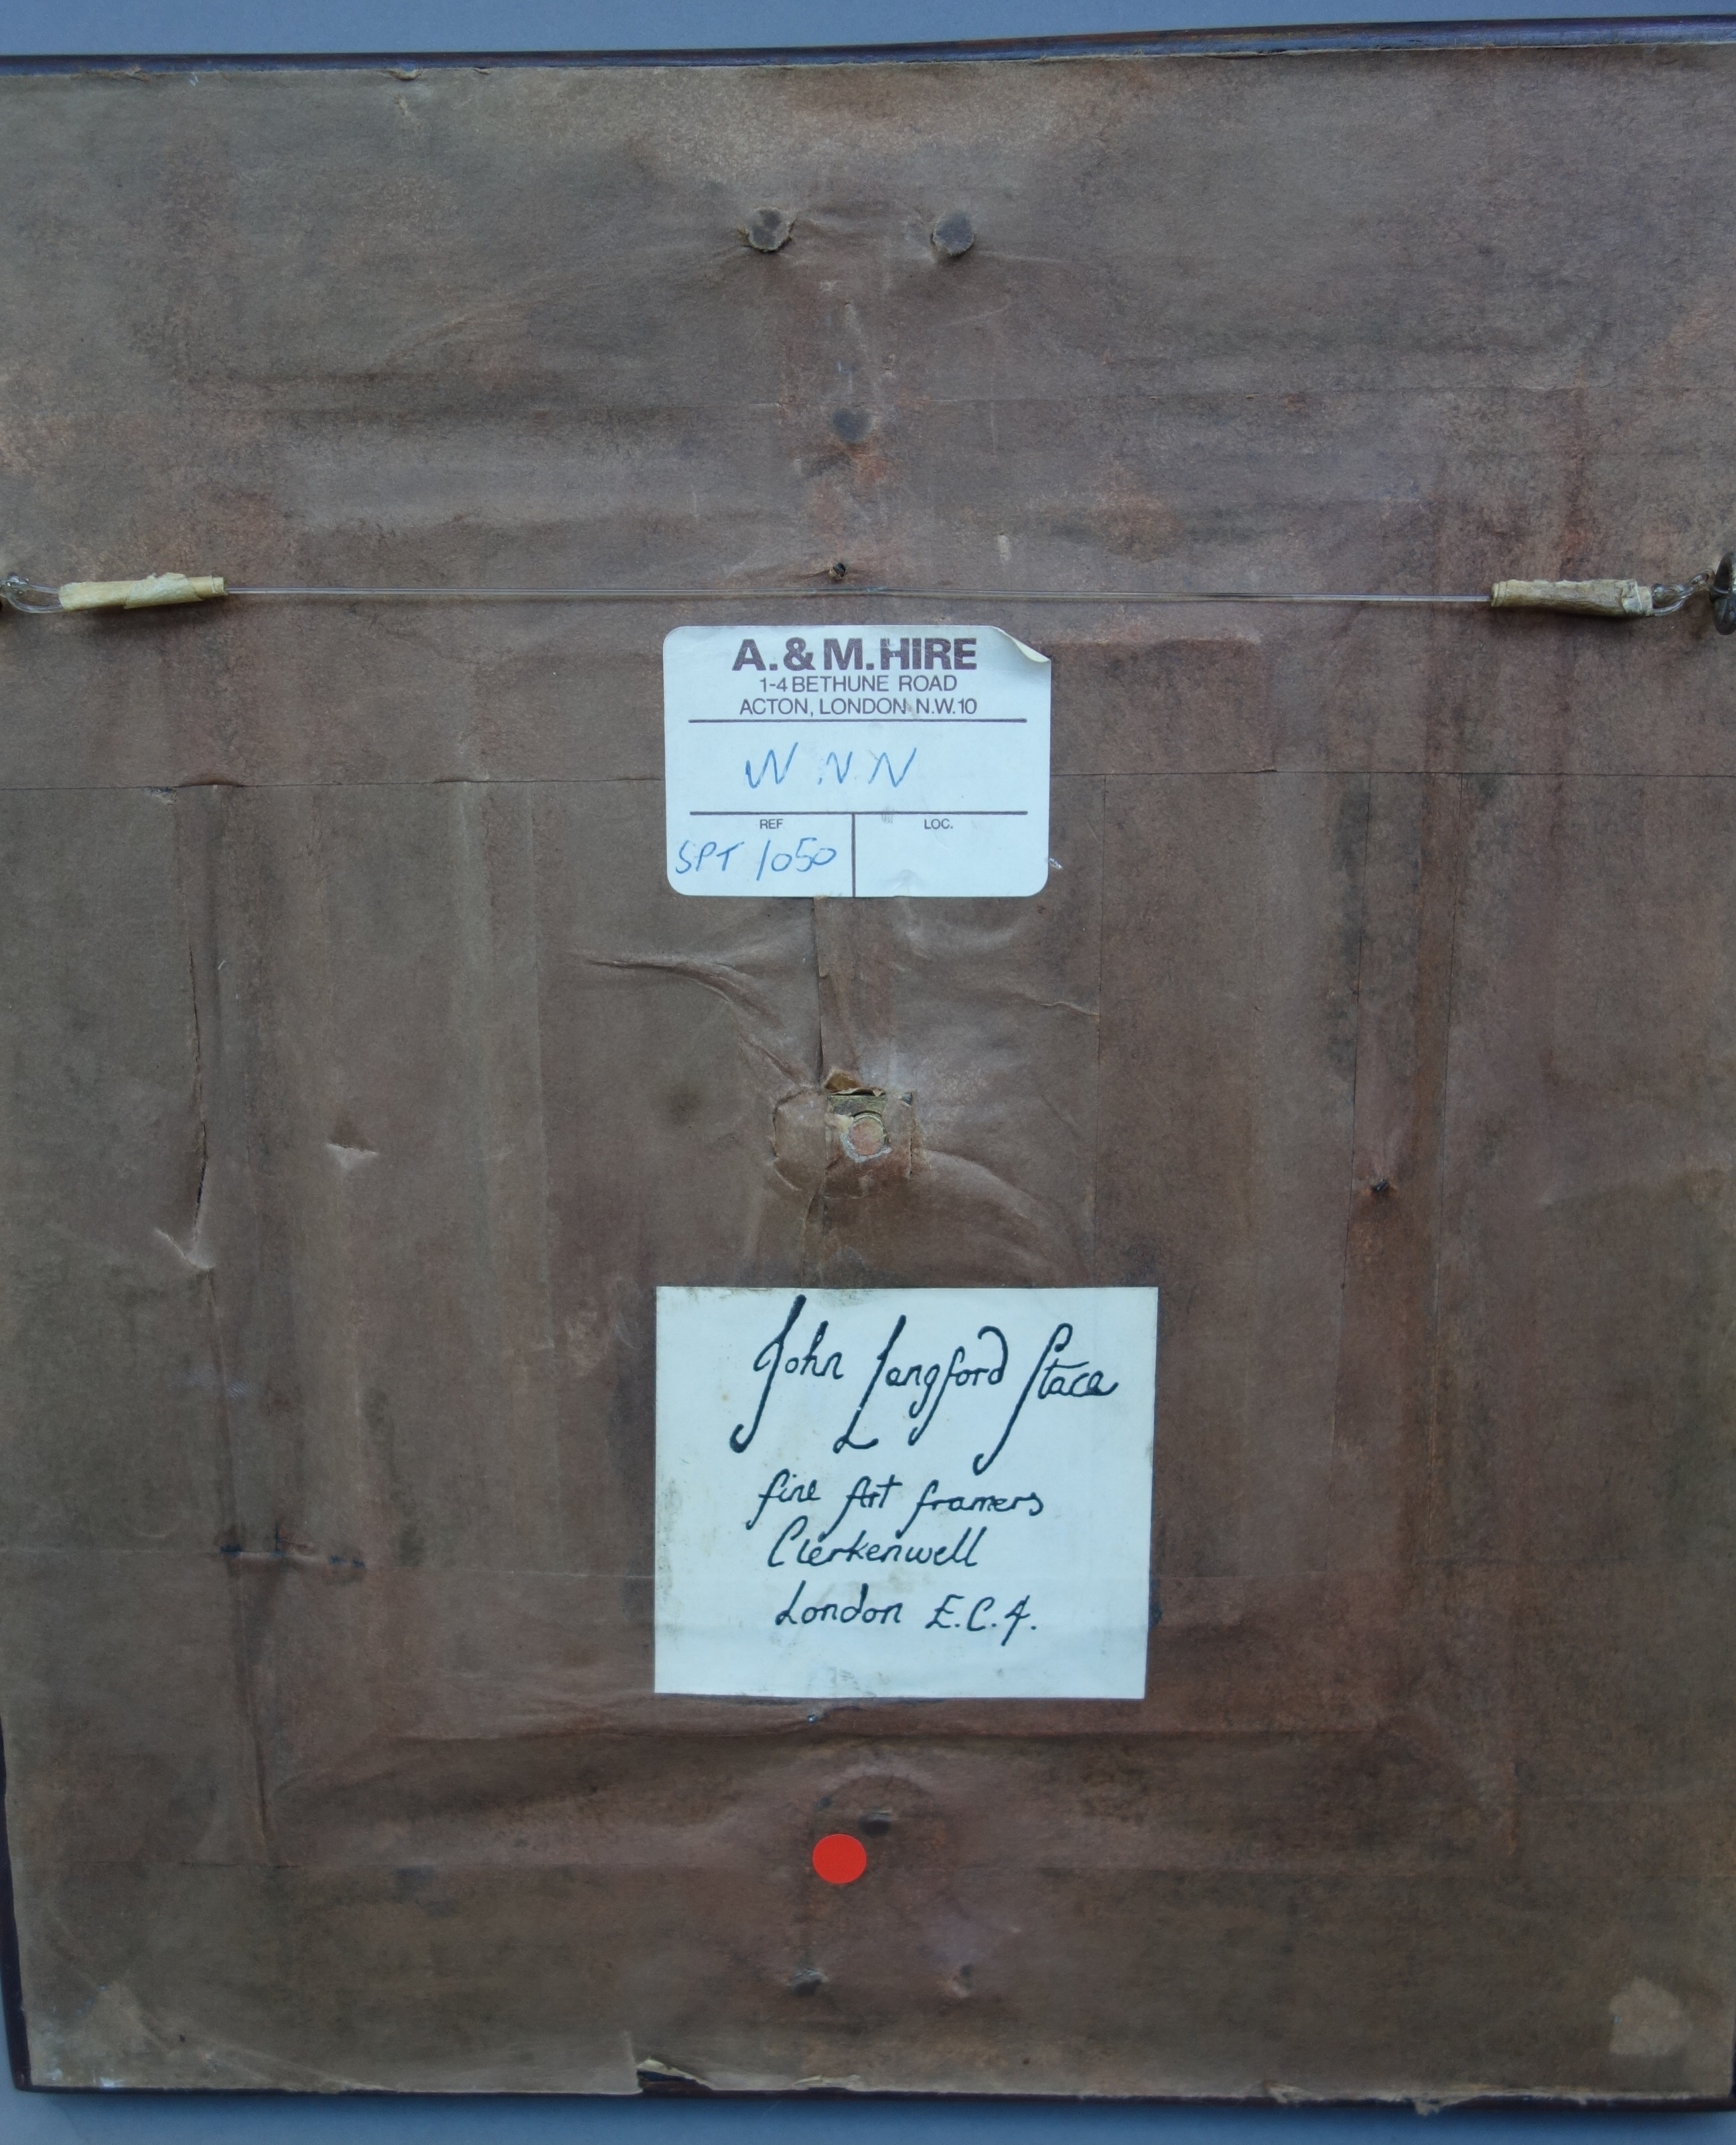 A. & M. HIRE
1-4 BETHUNE ROAD
ACTON, LONDON N.W.10
W N N
REF LOC.
SPT 1050
John Langford Stace
fine Art framers
Clerkenwell
London E.C.4.